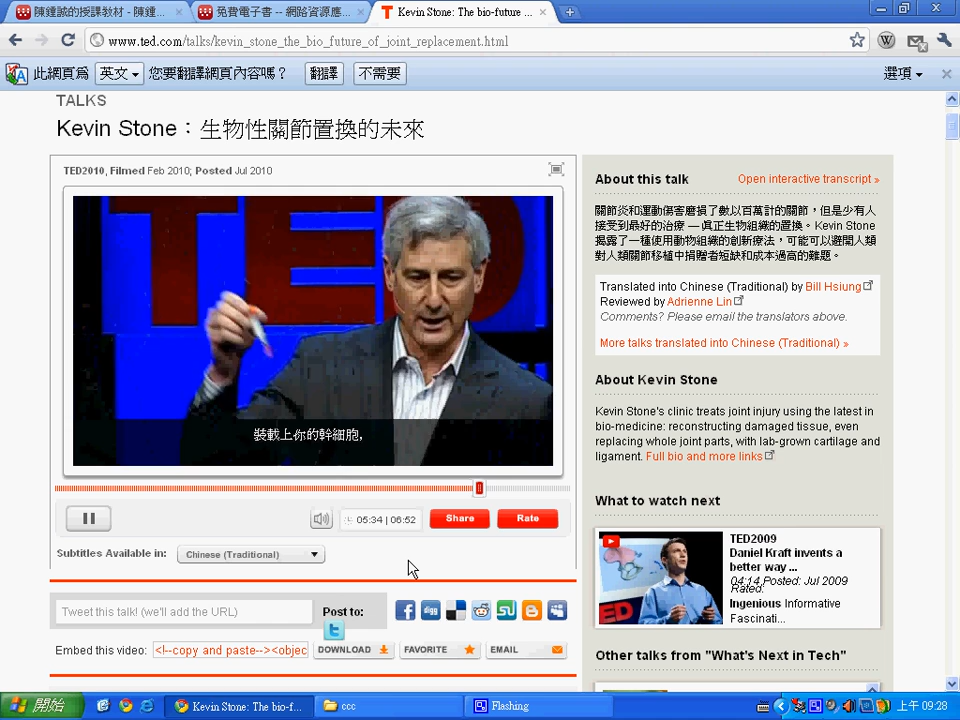 陳鍾誠的授課教材 - 陳鍾...
免費電子書 -- 網路資源應...
Kevin Stone: The bio-future ...
www.ted.com/talks/kevin_stone_the_bio_future_of_joint_replacement.html
此網頁為 英文 您要翻譯網頁內容嗎？ 翻譯 不需要 選項
TALKS
Kevin Stone：生物性關節置換的未來
TED2010, Filmed Feb 2010; Posted Jul 2010
TED
裝載上你的幹細胞,
05:34 | 06:52
Share
Rate
Subtitles Available in:
Chinese (Traditional)
Tweet this talk! (we'll add the URL)
Post to:
digg
Embed this video:
<!--copy and paste--><objec
DOWNLOAD
FAVORITE
EMAIL
About this talk
Open interactive transcript »
關節炎和運動傷害磨損了數以百萬計的關節，但是少有人
接受到最好的治療 — 真正生物組織的置換。Kevin Stone
揭露了一種使用動物組織的創新療法，可能可以避開人類
對人類關節移植中捐贈者短缺和成本過高的難題。
Translated into Chinese (Traditional) by Bill Hsiung
Reviewed by Adrienne Lin
Comments? Please email the translators above.
More talks translated into Chinese (Traditional) »
About Kevin Stone
Kevin Stone's clinic treats joint injury using the latest in
bio-medicine: reconstructing damaged tissue, even
replacing whole joint parts, with lab-grown cartilage and
ligament. Full bio and more links
What to watch next
ED
TED2009
Daniel Kraft invents a
better way ...
04:14 Posted: Jul 2009
Rated:
Ingenious Informative
Fascinati...
Other talks from "What's Next in Tech"
開始
Kevin Stone: The bio-f...
ccc
Flashing
上午 09:28